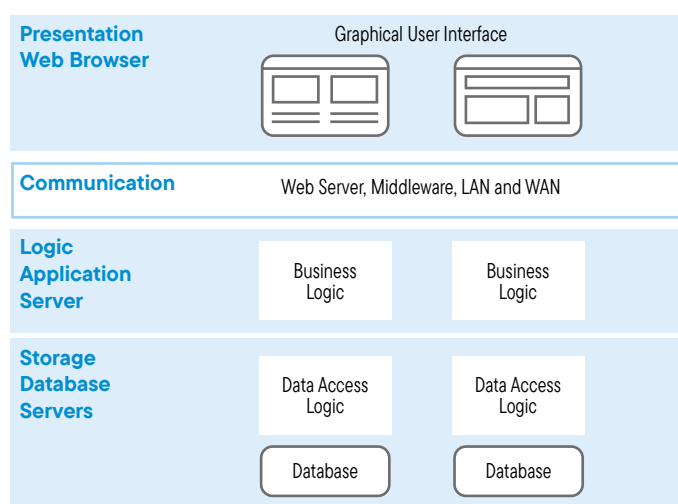 Presentation
Web Browser
Graphical User Interface
Communication
Web Server, Middleware, LAN and WAN
Logic
Application
Server
Business
Logic
Business
Logic
Storage
Database
Servers
Data Access
Logic
Data Access
Logic
Database
Database